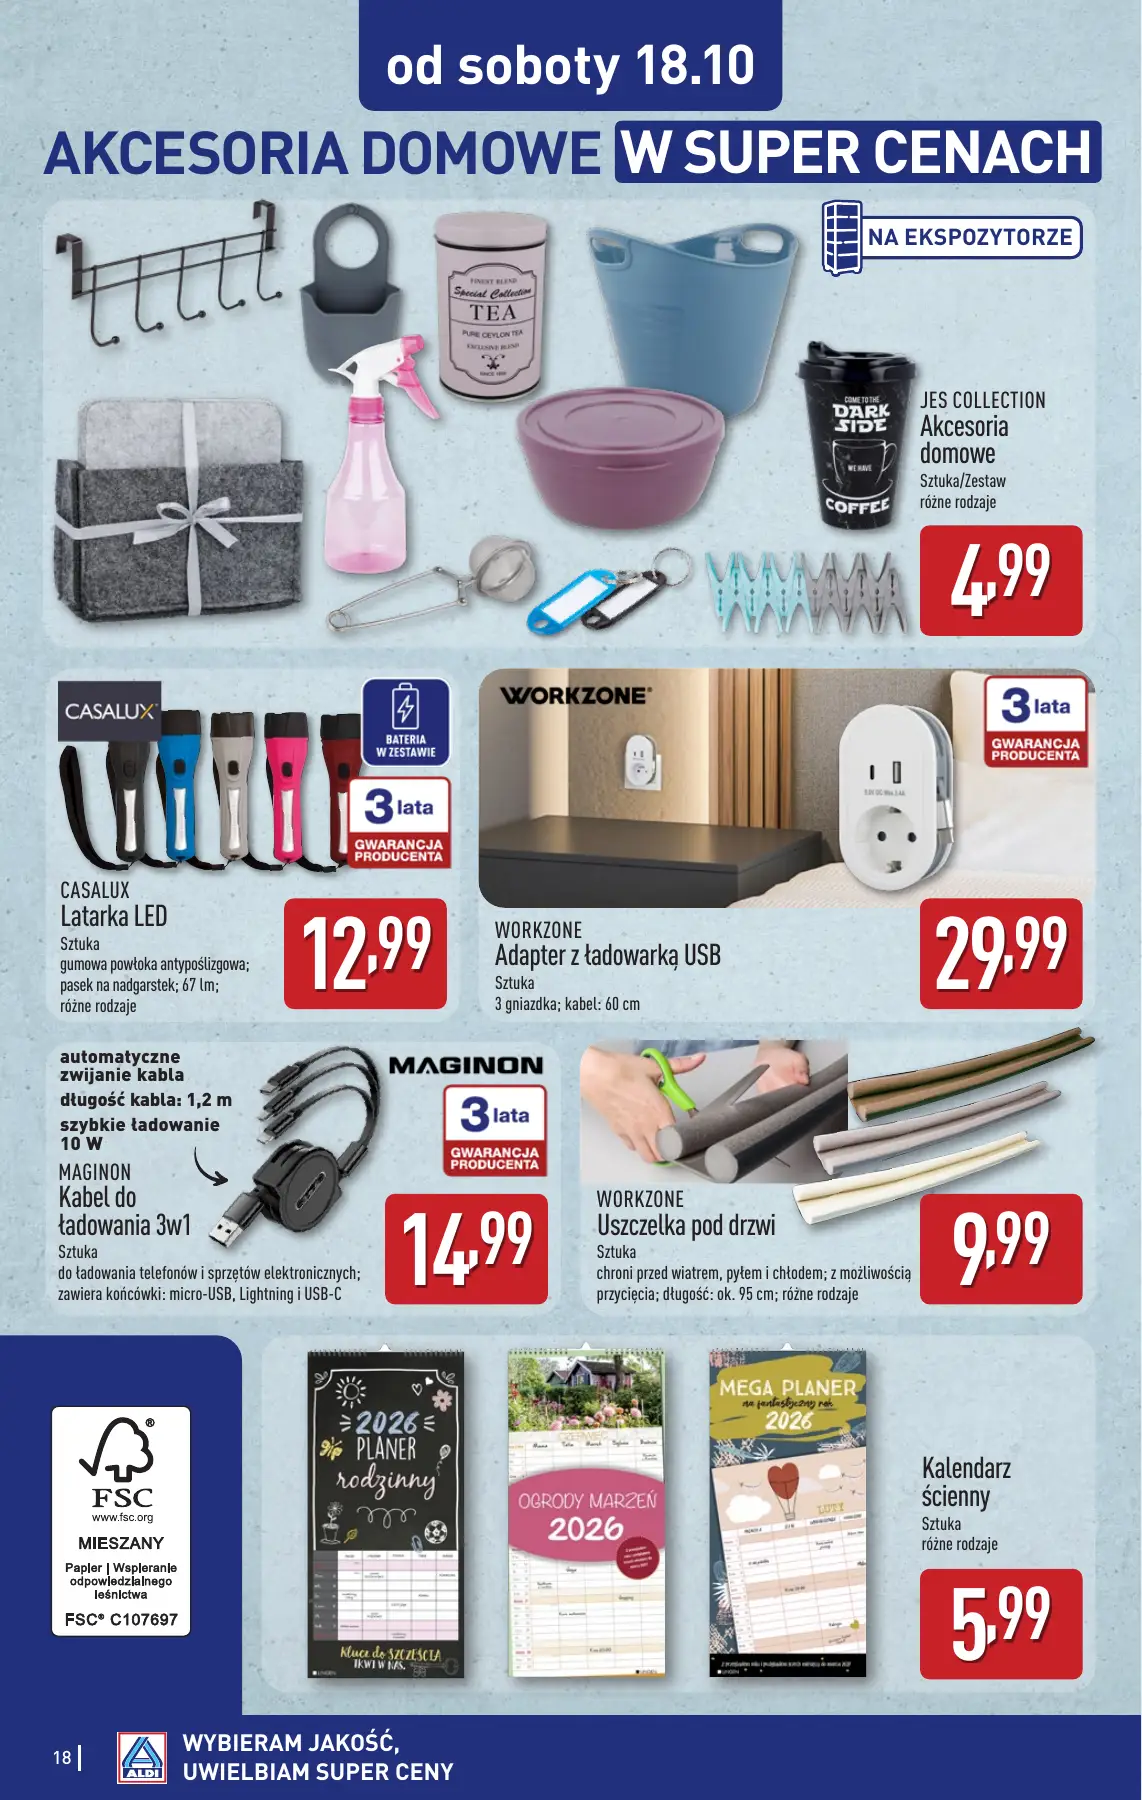 od soboty 18.10
AKCESORIA DOMOWE W SUPER CENACH
NA EKSPOZYTORZE
FINEST BLEND
Special Collection
TEA
PURE CEYLON TEA
EXCLUSIVE BLEND
SINCE 1890
COME TO THE
DARK
SIDE
WE HAVE
COFFEE
JES COLLECTION
Akcesoria
domowe
Sztuka/Zestaw
różne rodzaje
4,99
CASALUX
BATERIA
W ZESTAWIE
3 lata
GWARANCJA
PRODUCENTA
CASALUX
Latarka LED
Sztuka
gumowa powłoka antypoślizgowa;
pasek na nadgarstek; 67 lm;
różne rodzaje
12,99
WORKZONE®
3 lata
GWARANCJA
PRODUCENTA
WORKZONE
Adapter z ładowarką USB
Sztuka
3 gniazdka; kabel: 60 cm
29,99
automatyczne
zwijanie kabla
długość kabla: 1,2 m
szybkie ładowanie
10 W
MAGINON
3 lata
GWARANCJA
PRODUCENTA
MAGINON
Kabel do
ładowania 3w1
Sztuka
do ładowania telefonów i sprzętów elektronicznych;
zawiera końcówki: micro-USB, Lightning i USB-C
14,99
WORKZONE
Uszczelka pod drzwi
Sztuka
chroni przed wiatrem, pyłem i chłodem; z możliwością
przycięcia; długość: ok. 95 cm; różne rodzaje
9,99
FSC®
www.fsc.org
MIESZANY
Papier | Wspieranie
odpowiedzialnego
leśnictwa
FSC® C107697
2026
PLANER
rodzinny
Klucz do SZCZĘŚCIA
TKWI W NAS.
CZERWIEC
OGRODY MARZEŃ
2026
MEGA PLANER
na fantastyczny rok
2026
LUTY
Kalendarz
ścienny
Sztuka
różne rodzaje
5,99
18
ALDI
WYBIERAM JAKOŚĆ,
UWIELBIAM SUPER CENY